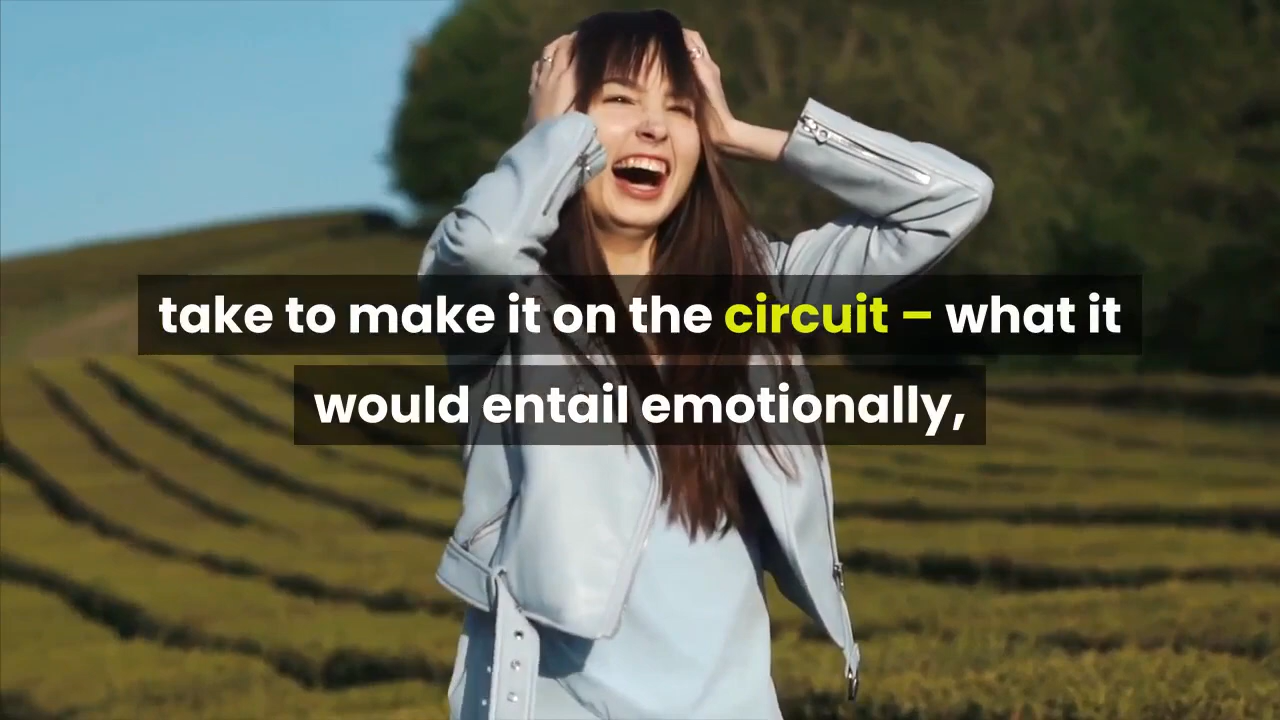 take to make it on the circuit – what it
would entail emotionally,